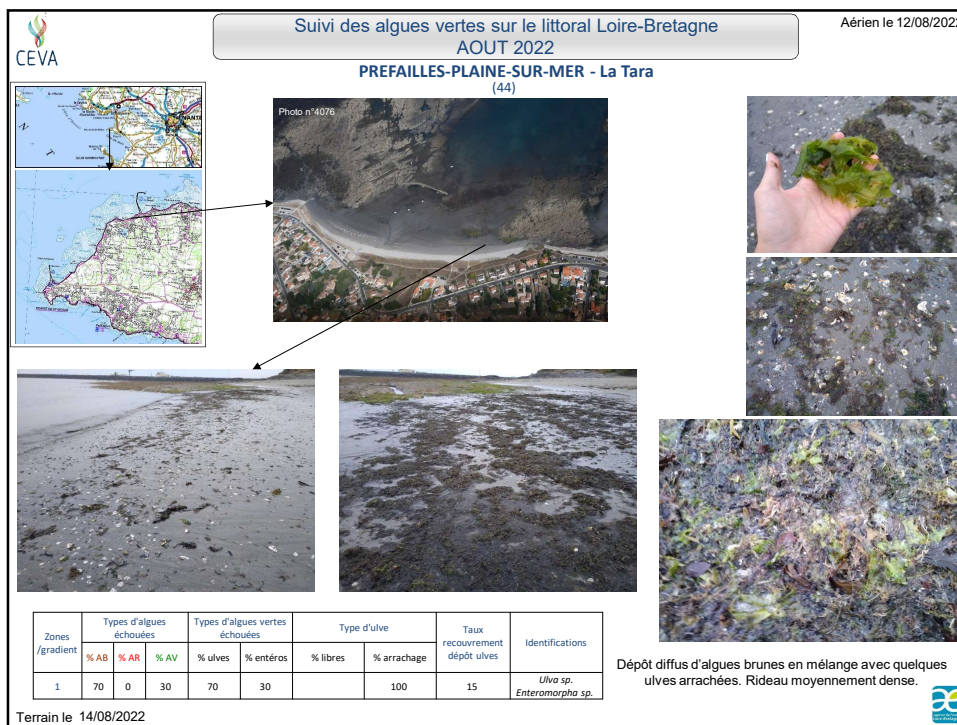 CEVA
Suivi des algues vertes sur le littoral Loire-Bretagne
AOUT 2022
Aérien le 12/08/2022
PREFAILLES-PLAINE-SUR-MER - La Tara
(44)
Photo n°4076
Zones /gradient
Types d'algues échouées
Types d'algues vertes échouées
Type d'ulve
Taux recouvrement dépôt ulves
Identifications
% AB % AR % AV % ulves % entéros % libres % arrachage
1 70 0 30 70 30 100 15 Ulva sp. Enteromorpha sp.
Dépôt diffus d'algues brunes en mélange avec quelques
ulves arrachées. Rideau moyennement dense.
Terrain le 14/08/2022